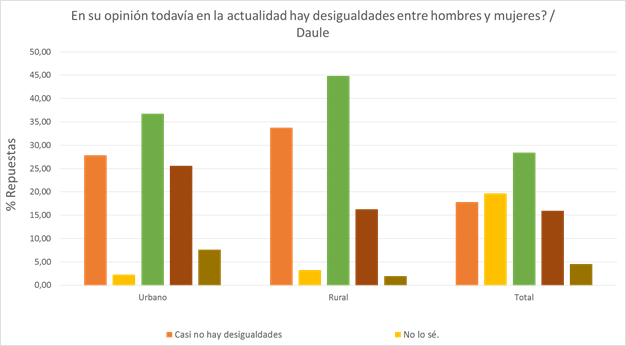 En su opinión todavía en la actualidad hay desigualdades entre hombres y mujeres? /
Daule
% Repuestas
50,00
45,00
40,00
35,00
30,00
25,00
20,00
15,00
10,00
5,00
0,00
Urbano Rural Total
Casi no hay desigualdades No lo sé.